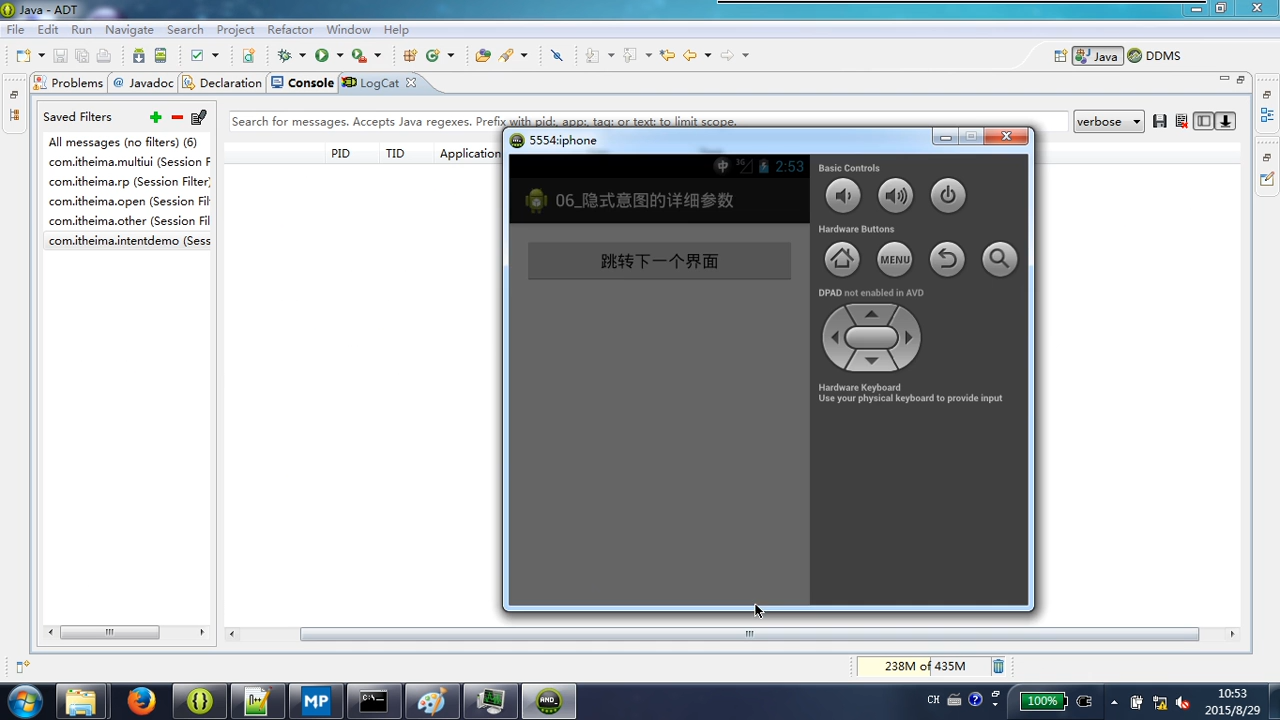 Java - ADT
File Edit Run Navigate Search Project Refactor Window Help
Java DDMS
Problems @ Javadoc Declaration Console LogCat
Saved Filters
Search for messages. Accepts Java regexes. Prefix with pid:, app:, tag: or text: to limit scope.
verbose
All messages (no filters) (6)
com.itheima.multiui (Session F
com.itheima.rp (Session Filter)
com.itheima.open (Session Fil
com.itheima.other (Session Fil
com.itheima.intentdemo (Sess
PID TID Application
5554:iphone
中 3G 2:53
06_隐式意图的详细参数
跳转下一个界面
Basic Controls
Hardware Buttons
MENU
DPAD not enabled in AVD
Hardware Keyboard
Use your physical keyboard to provide input
238M of 435M
MP
CH
100%
10:53
2015/8/29